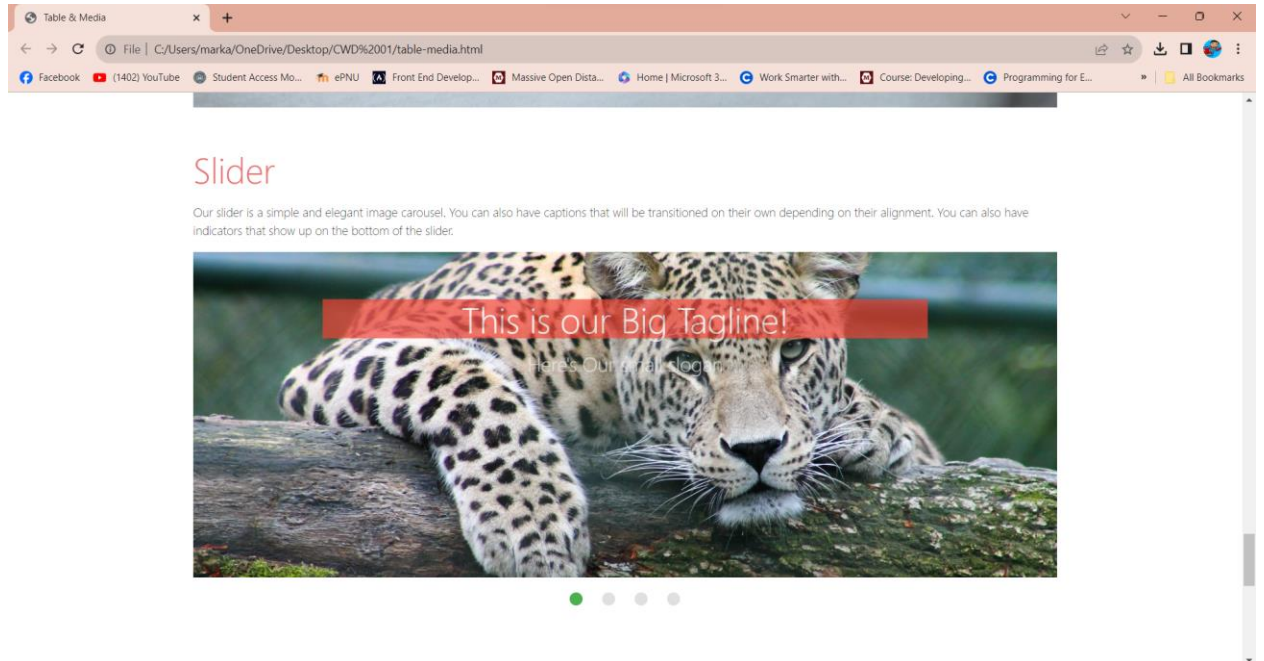 Table & Media
File | C:/Users/marka/OneDrive/Desktop/CWD%2001/table-media.html
Facebook (1402) YouTube Student Access Mo... ePNU Front End Develop... Massive Open Dista... Home | Microsoft 3... Work Smarter with... Course: Developing... Programming for E... » All Bookmarks
Slider
Our slider is a simple and elegant image carousel. You can also have captions that will be transitioned on their own depending on their alignment. You can also have
indicators that show up on the bottom of the slider.
This is our Big Tagline!
Here's Our small slogan.